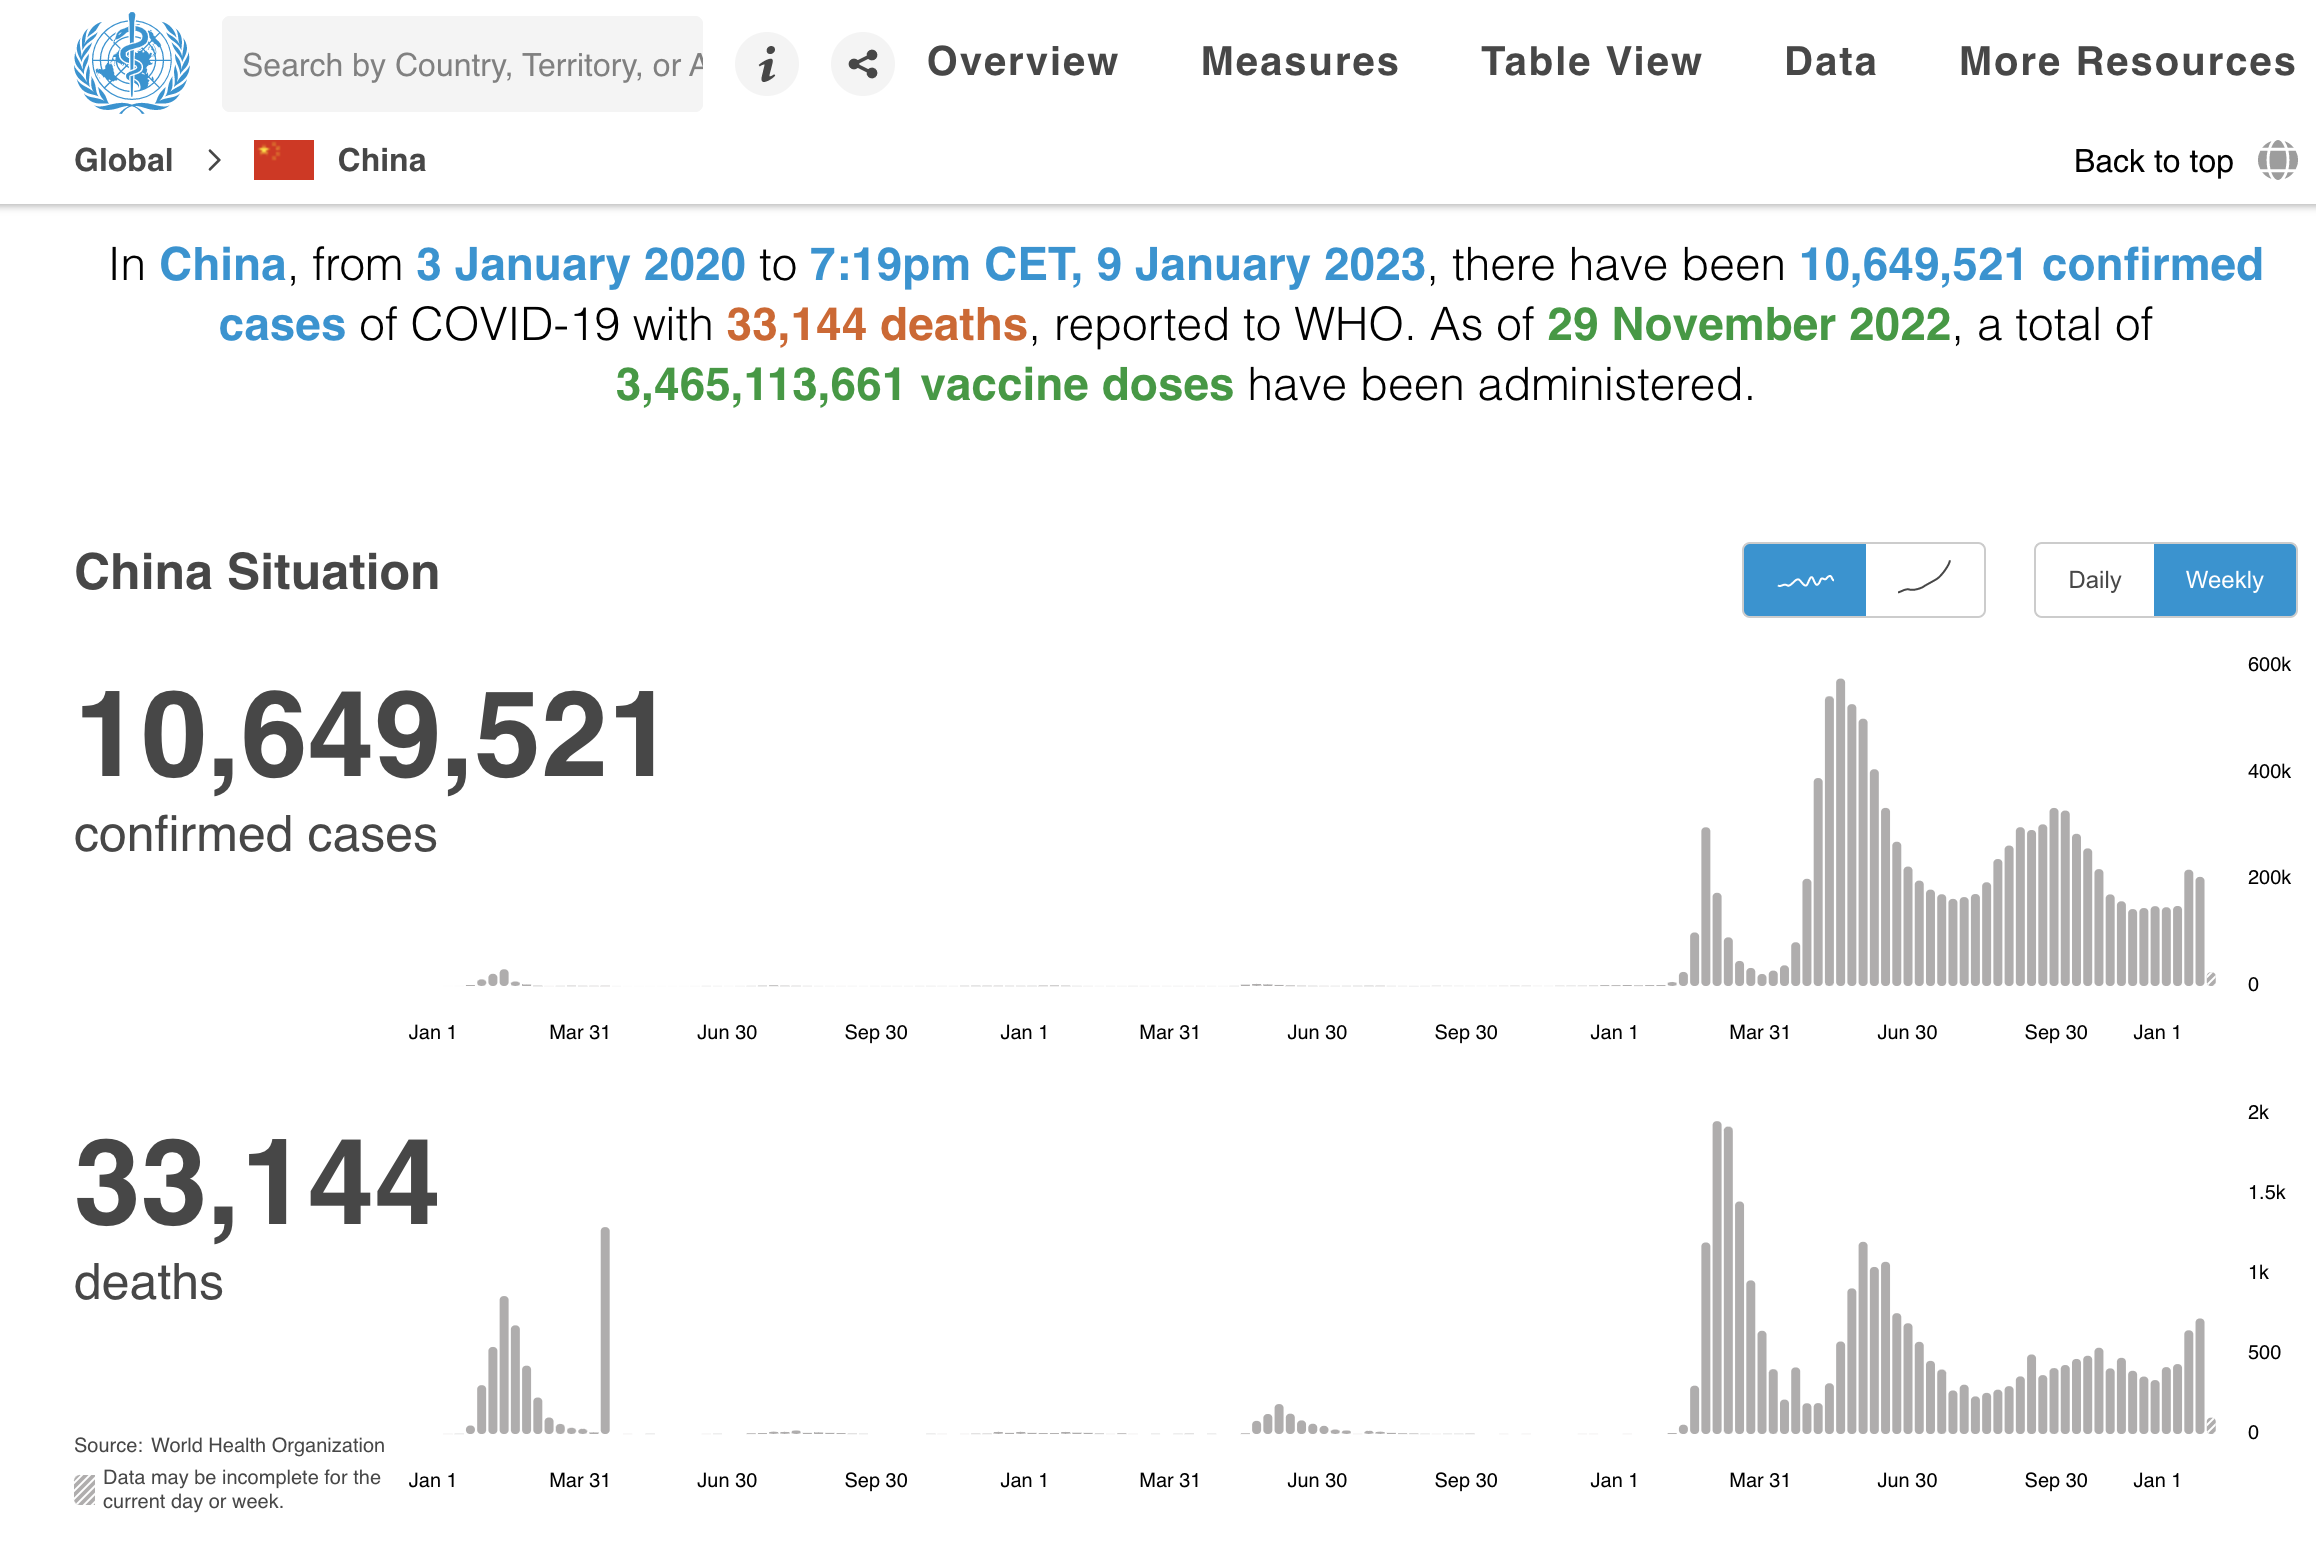 Search by Country, Territory, or A
i
Overview
Measures
Table View
Data
More Resources
Global > China
Back to top
In China, from 3 January 2020 to 7:19pm CET, 9 January 2023, there have been 10,649,521 confirmed
cases of COVID-19 with 33,144 deaths, reported to WHO. As of 29 November 2022, a total of
3,465,113,661 vaccine doses have been administered.
China Situation
Daily
Weekly
10,649,521
confirmed cases
600k
400k
200k
0
Jan 1 Mar 31 Jun 30 Sep 30 Jan 1 Mar 31 Jun 30 Sep 30 Jan 1 Mar 31 Jun 30 Sep 30 Jan 1
33,144
deaths
2k
1.5k
1k
500
0
Source: World Health Organization
Data may be incomplete for the
current day or week.
Jan 1 Mar 31 Jun 30 Sep 30 Jan 1 Mar 31 Jun 30 Sep 30 Jan 1 Mar 31 Jun 30 Sep 30 Jan 1